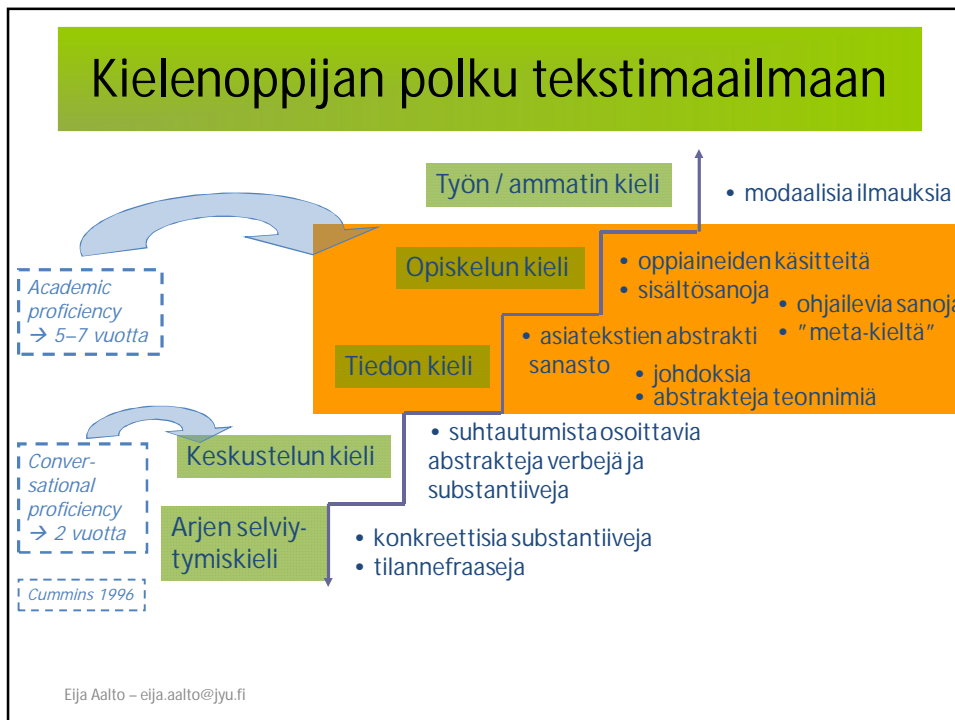 Kielenoppijan polku tekstimaailmaan
Työn / ammatin kieli
• modaalisia ilmauksia
Opiskelun kieli
• oppiaineiden käsitteitä
• sisältösanoja
• ohjailevia sanoja
• ”meta-kieltä”
Academic
proficiency
→ 5–7 vuotta
Tiedon kieli
• asiatekstien abstrakti
sanasto
• johdoksia
• abstrakteja teonnimiä
Keskustelun kieli
• suhtautumista osoittavia
abstrakteja verbejä ja
substantiiveja
Conver-
sational
proficiency
→ 2 vuotta
Arjen selviy-
tymiskieli
• konkreettisia substantiiveja
• tilannefraaseja
Cummins 1996
Eija Aalto – eija.aalto@jyu.fi